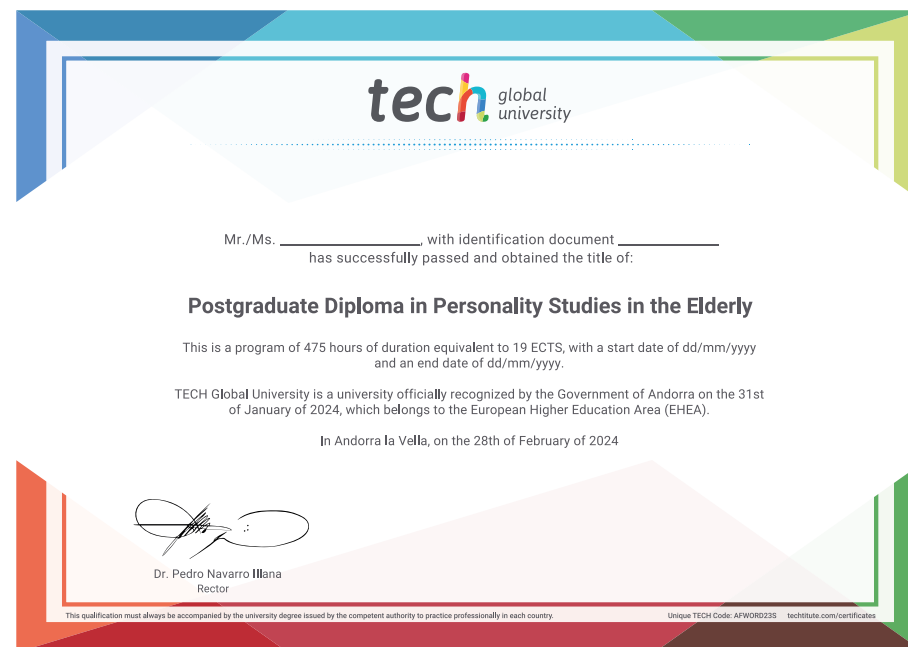 tech global university
Mr./Ms. ____________, with identification document ____________
has successfully passed and obtained the title of:
Postgraduate Diploma in Personality Studies in the Elderly
This is a program of 475 hours of duration equivalent to 19 ECTS, with a start date of dd/mm/yyyy
and an end date of dd/mm/yyyy.
TECH Global University is a university officially recognized by the Government of Andorra on the 31st
of January of 2024, which belongs to the European Higher Education Area (EHEA).
In Andorra la Vella, on the 28th of February of 2024
Dr. Pedro Navarro Illana
Rector
This qualification must always be accompanied by the university degree issued by the competent authority to practice professionally in each country.
Unique TECH Code: AFWORD23S techtitute.com/certificates